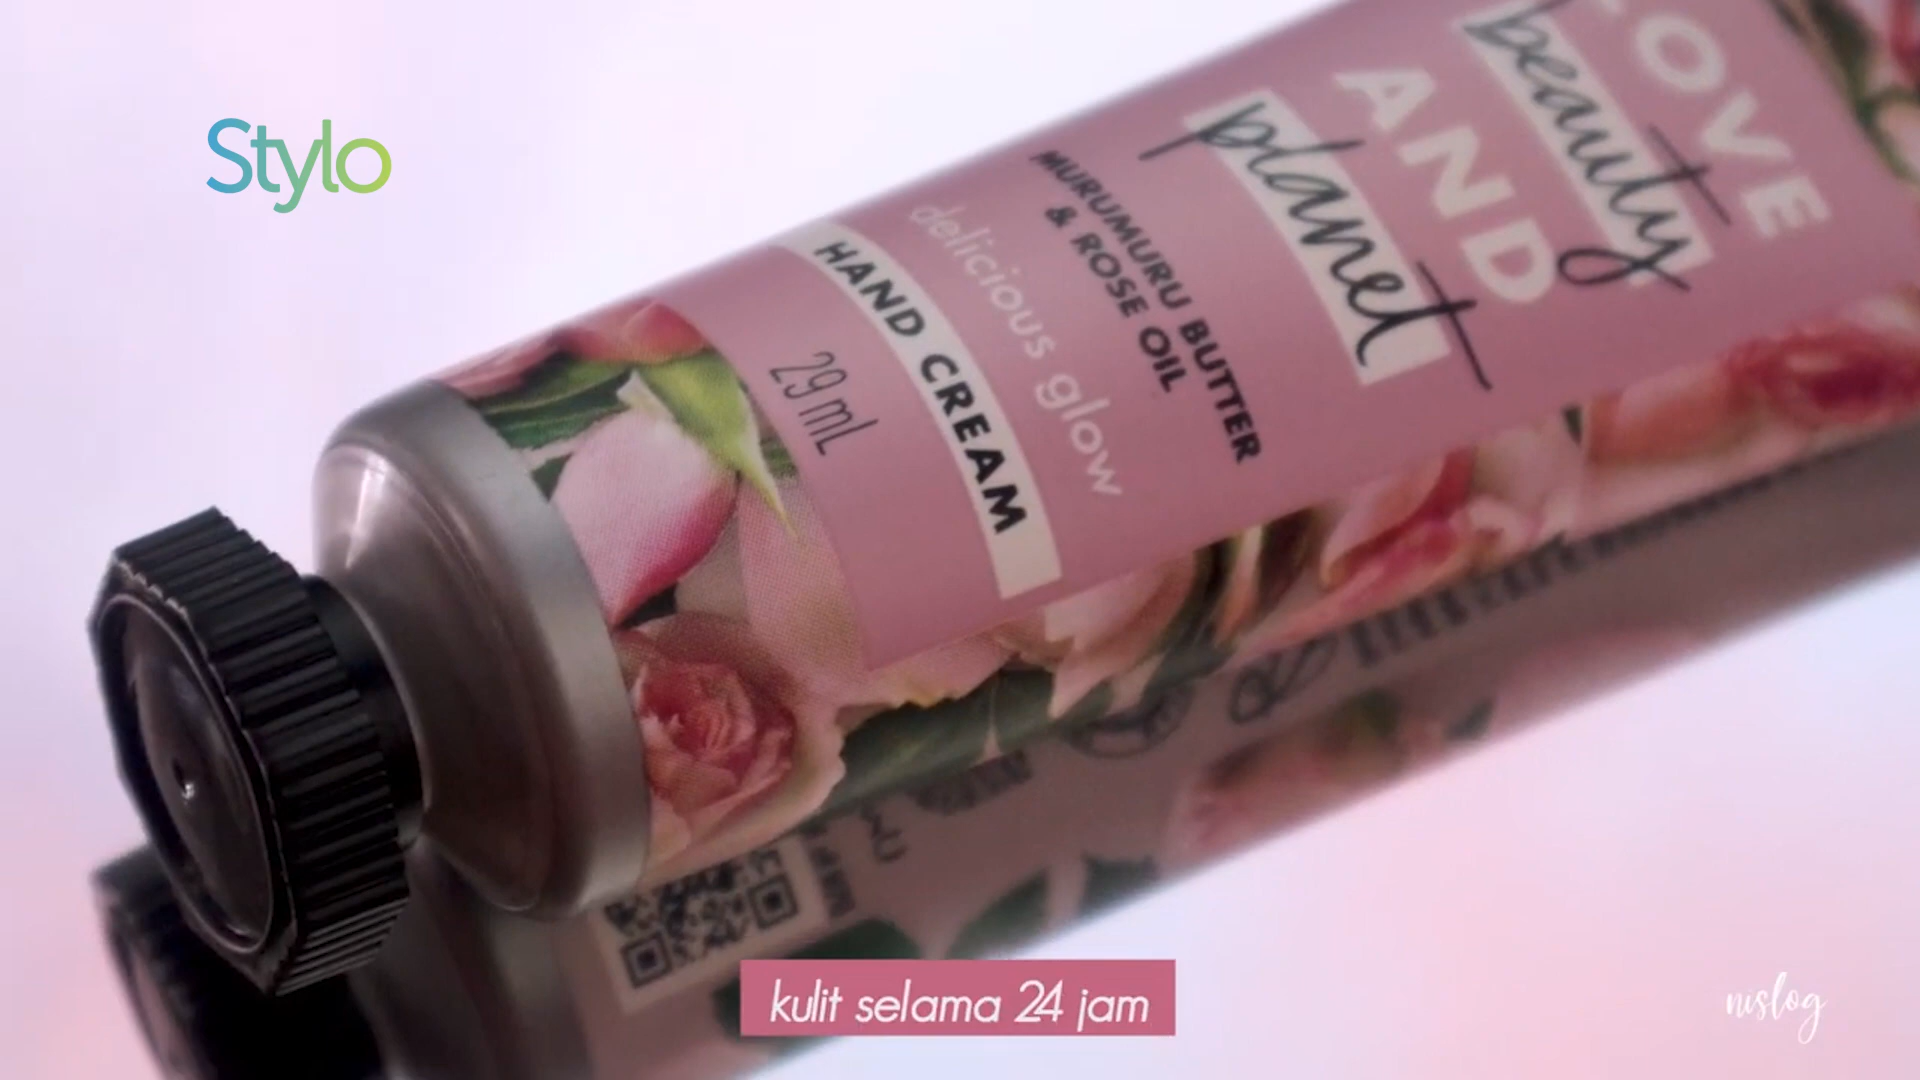 Stylo
LOVE
beauty
AND
planet
MURUMURU BUTTER
& ROSE OIL
delicious glow
HAND CREAM
29 mL
kulit selama 24 jam
nislog